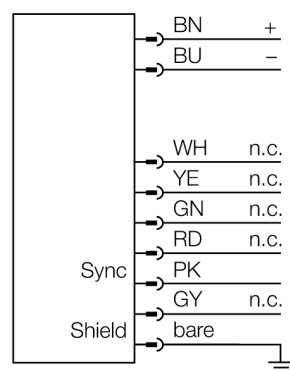 BN +
BU –
WH n.c.
YE n.c.
GN n.c.
RD n.c.
Sync PK
GY n.c.
Shield bare